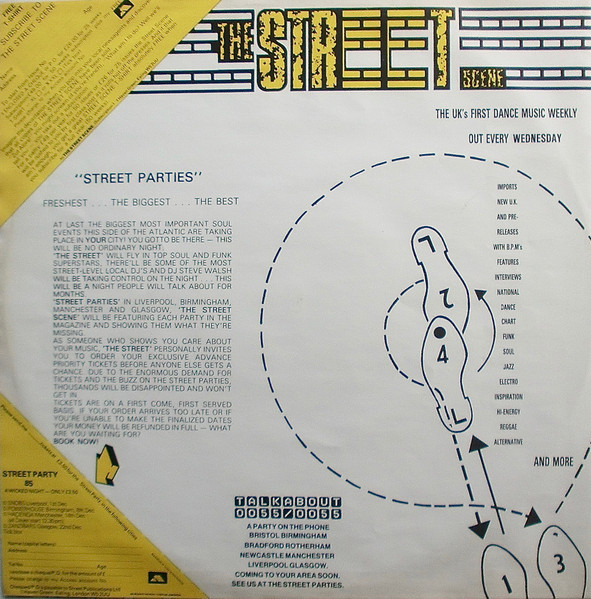 THE STREET
SCENE
THE UK's FIRST DANCE MUSIC WEEKLY
OUT EVERY WEDNESDAY
"STREET PARTIES"
FRESHEST . . . THE BIGGEST . . . THE BEST
AT LAST THE BIGGEST MOST IMPORTANT SOUL
EVENTS THIS SIDE OF THE ATLANTIC ARE TAKING
PLACE IN YOUR CITY! YOU GOTTO BE THERE — THIS
WILL BE NO ORDINARY NIGHT.
'THE STREET' WILL FLY IN TOP SOUL AND FUNK
SUPERSTARS, THERE'LL BE SOME OF THE MOST
STREET-LEVEL LOCAL DJ'S AND DJ STEVE WALSH
WILL BE TAKING CONTROL ON THE NIGHT . . . THIS
WILL BE A NIGHT PEOPLE WILL TALK ABOUT FOR
MONTHS.
'STREET PARTIES' IN LIVERPOOL, BIRMINGHAM,
MANCHESTER AND GLASGOW, 'THE STREET
SCENE' WILL BE FEATURING EACH PARTY IN THE
MAGAZINE AND SHOWING THEM WHAT THEY'RE
MISSING.
AS SOMEONE WHO SHOWS YOU CARE ABOUT
YOUR MUSIC, 'THE STREET' PERSONALLY INVITES
YOU TO ORDER YOUR EXCLUSIVE ADVANCE
PRIORITY TICKETS BEFORE ANYONE ELSE GETS A
CHANCE. DUE TO THE ENORMOUS DEMAND FOR
TICKETS AND THE BUZZ ON THE STREET PARTIES,
THOUSANDS WILL BE DISAPPOINTED AND WON'T
GET IN.
TICKETS ARE ON A FIRST COME, FIRST SERVED
BASIS. IF YOUR ORDER ARRIVES TOO LATE OR IF
YOU'RE UNABLE TO MAKE THE FINALIZED DATES
YOUR MONEY WILL BE REFUNDED IN FULL — WHAT
ARE YOU WAITING FOR?
BOOK NOW!
IMPORTS
NEW U.K.
AND PRE-
RELEASES
WITH B.P.M's
FEATURES
INTERVIEWS
NATIONAL
DANCE
CHART
FUNK
SOUL
JAZZ
ELECTRO
INSPIRATION
HI-ENERGY
REGGAE
ALTERNATIVE
AND MORE
L
2
4
L
1
3
TALKABOUT
0055/0055
A PARTY ON THE PHONE
BRISTOL BIRMINGHAM
BRADFORD ROTHERHAM
NEWCASTLE MANCHESTER
LIVERPOOL GLASGOW.
COMING TO YOUR AREA SOON.
SEE US AT THE STREET PARTIES.
STREET PARTY
85
SUBSCRIBE TO
THE STREET SCENE